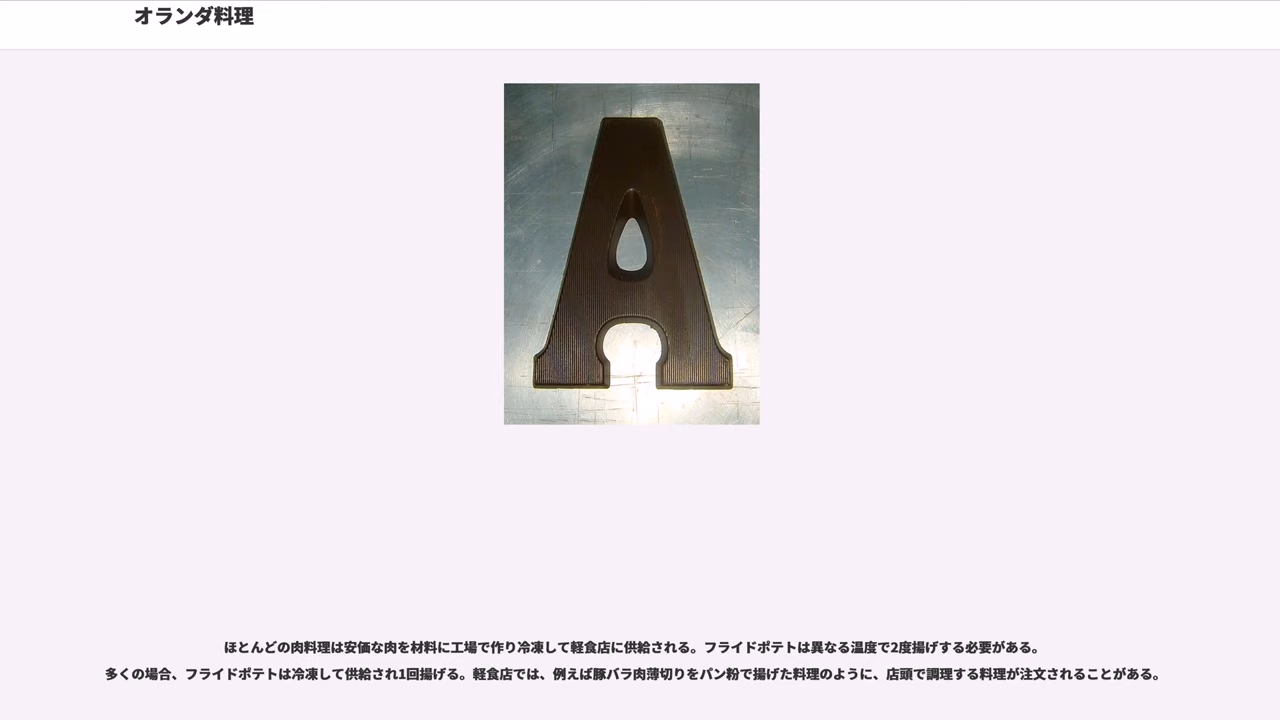 オランダ料理
A
ほとんどの肉料理は安価な肉を材料に工場で作り冷凍して軽食店に供給される。フライドポテトは異なる温度で2度揚げする必要がある。
多くの場合、フライドポテトは冷凍して供給され1回揚げる。軽食店では、例えば豚バラ肉薄切りをパン粉で揚げた料理のように、店頭で調理する料理が注文されることがある。